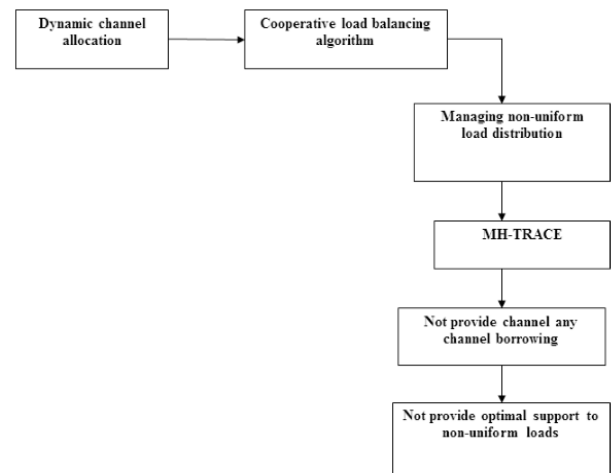 Dynamic channel
allocation
Cooperative load balancing
algorithm
Managing non-uniform
load distribution
MH-TRACE
Not provide channel any
channel borrowing
Not provide optimal support to
non-uniform loads